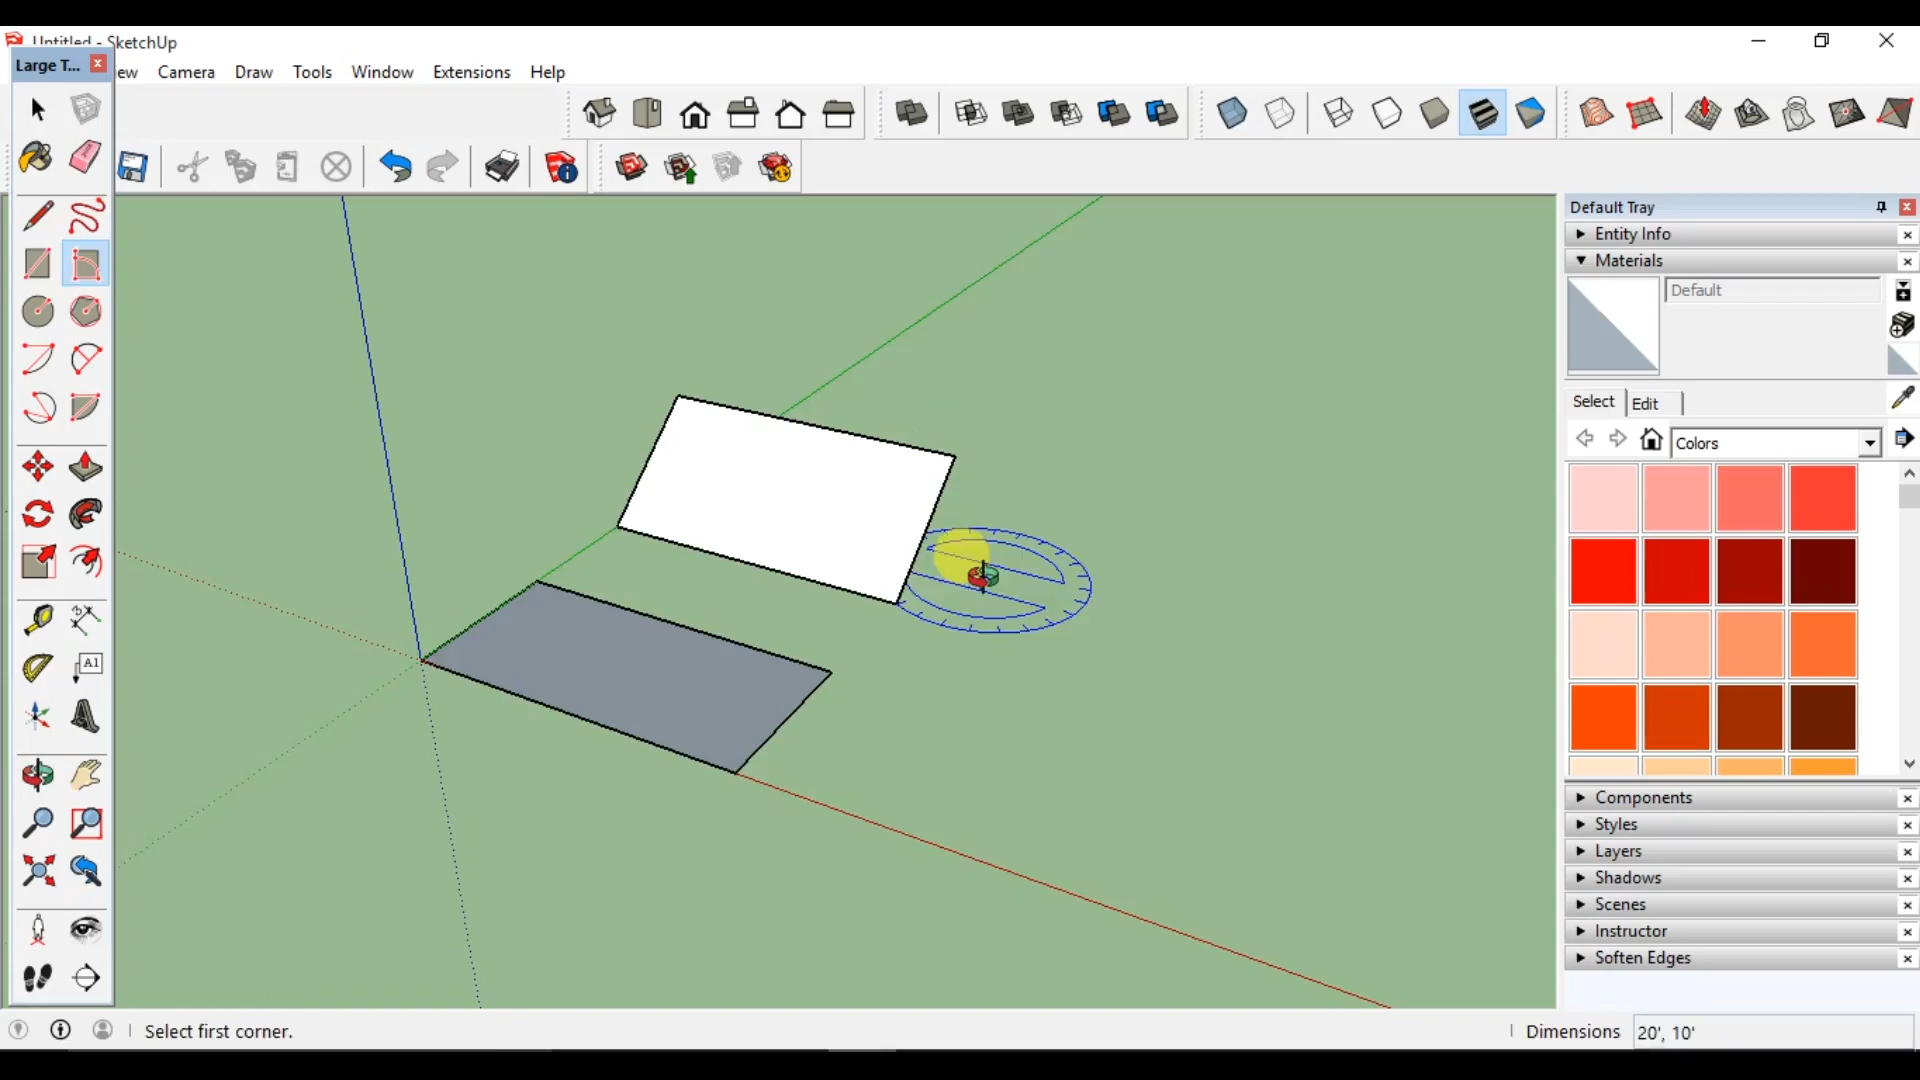 Untitled - SketchUp
Large T...
ew Camera Draw Tools Window Extensions Help
Default Tray
Entity Info
Materials
Default
Select Edit
Colors
A1
Components
Styles
Layers
Shadows
Scenes
Instructor
Soften Edges
Select first corner.
Dimensions 20', 10'